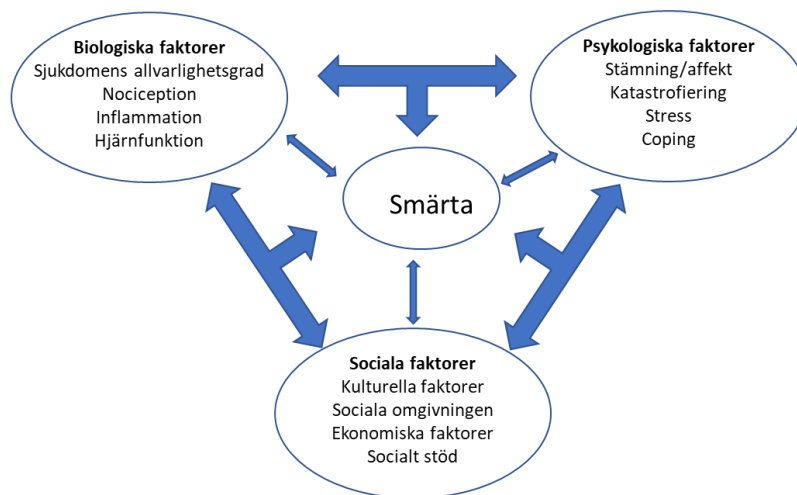 Biologiska faktorer
Sjukdomens allvarlighetsgrad
Nociception
Inflammation
Hjärnfunktion
Psykologiska faktorer
Stämning/affekt
Katastrofiering
Stress
Coping
Smärta
Sociala faktorer
Kulturella faktorer
Sociala omgivningen
Ekonomiska faktorer
Socialt stöd